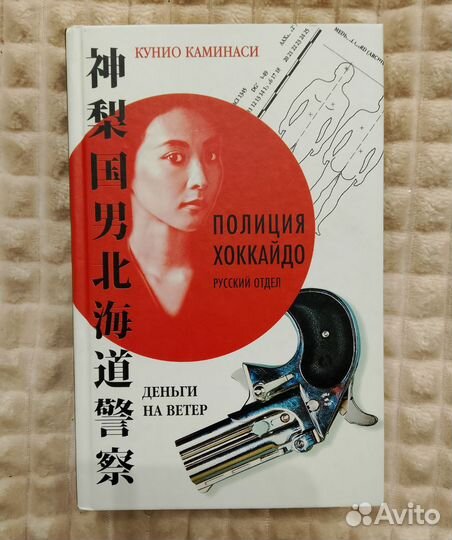 КУНИО КАМИНАСИ
神梨国男北海道警察
ПОЛИЦИЯ
ХОККАЙДО
РУССКИЙ ОТДЕЛ
ДЕНЬГИ
НА ВЕТЕР
Avito